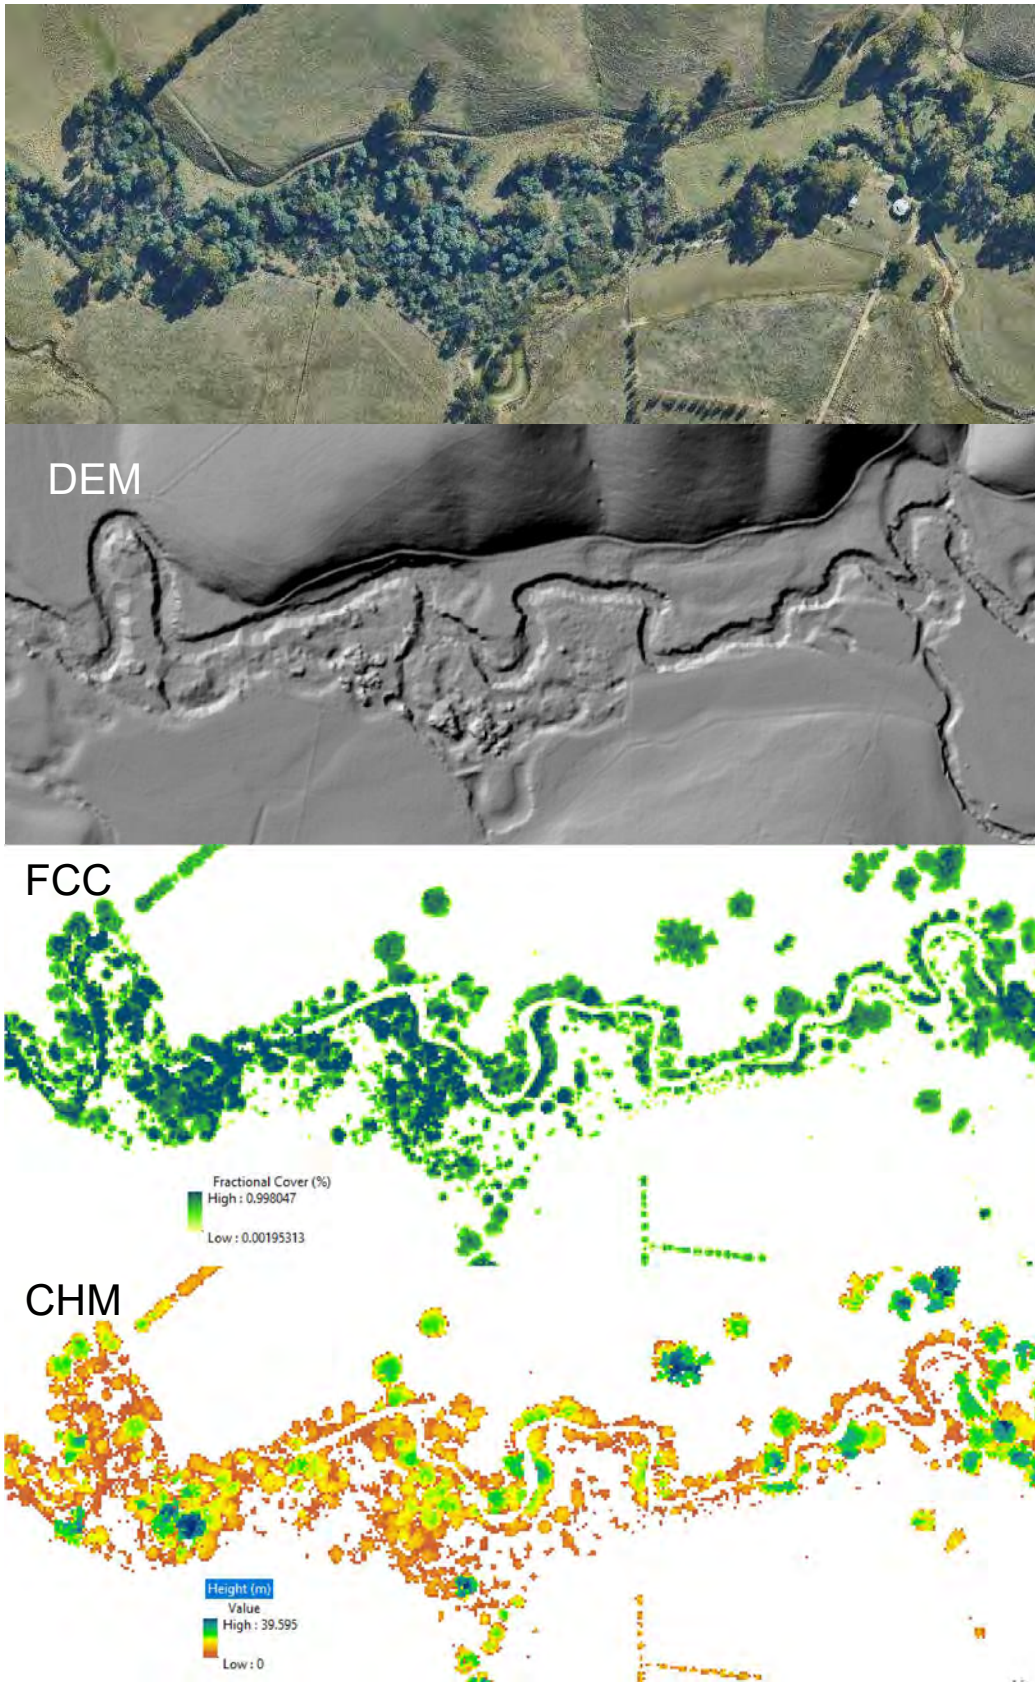 DEM
FCC
Fractional Cover (%)
High : 0.998047
Low : 0.00195313
CHM
Height (m)
Value
High : 39.595
Low : 0